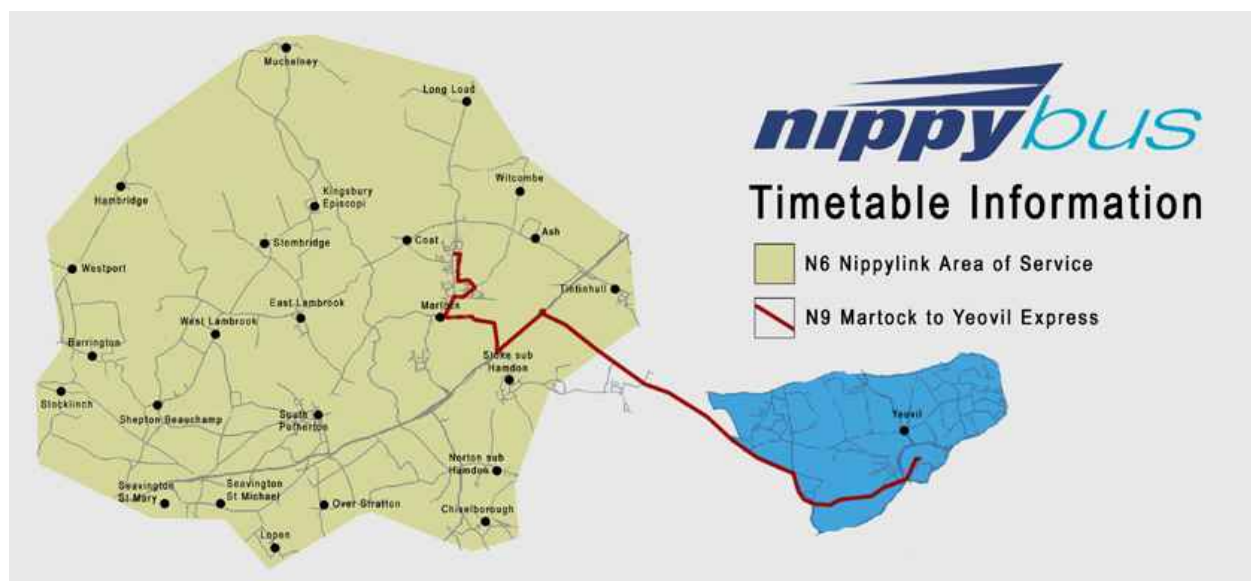 Muchelney
Long Load
nippybus
Timetable Information
N6 Nippylink Area of Service
N9 Martock to Yeovil Express
Witcombe
Hambridge
Kingsbury
Episcopi
Stembridge
Coat
Ash
Westport
Tintinhull
East Lambrook
Martock
West Lambrook
Barrington
Stoke sub
Hamdon
Stocklinch
Shepton Beauchamp
South
Petherton
Yeovil
Norton sub
Hamdon
Seavington
St Mary
Seavington
St Michael
Over Stratton
Chiselborough
Lopen